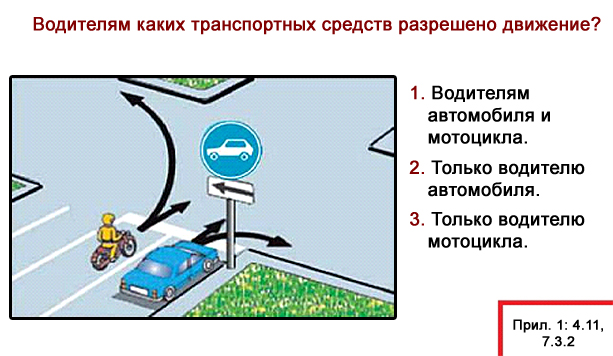 Водителям каких транспортных средств разрешено движение?
1. Водителям
автомобиля и
мотоцикла.
2. Только водителю
автомобиля.
3. Только водителю
мотоцикла.
Прил. 1: 4.11,
7.3.2